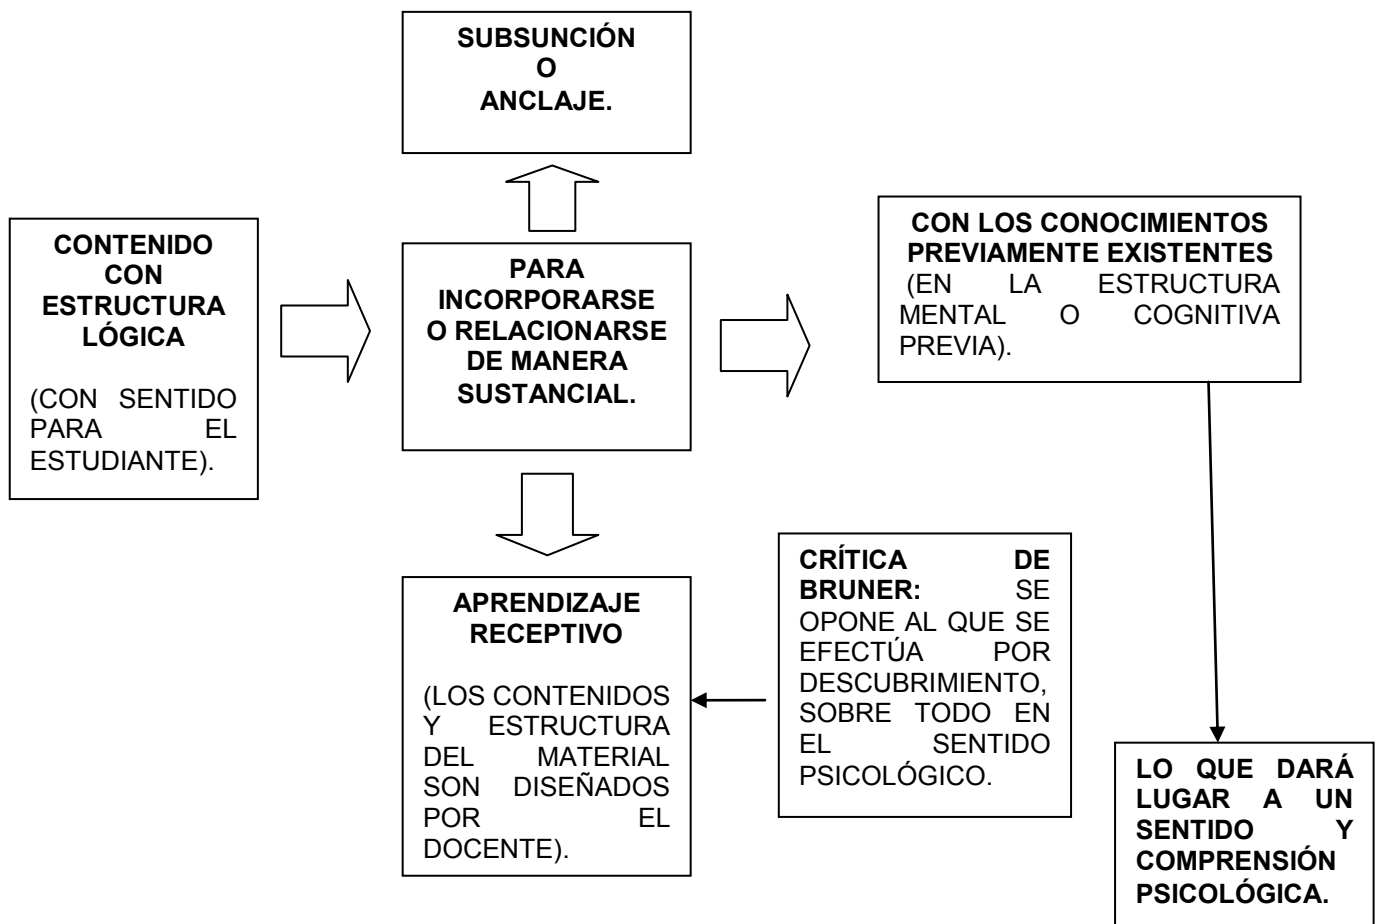 SUBSUNCIÓN
O
ANCLAJE.
CONTENIDO
CON
ESTRUCTURA
LÓGICA
(CON SENTIDO
PARA EL
ESTUDIANTE).
PARA
INCORPORARSE
O RELACIONARSE
DE MANERA
SUSTANCIAL.
CON LOS CONOCIMIENTOS
PREVIAMENTE EXISTENTES
(EN LA ESTRUCTURA
MENTAL O COGNITIVA
PREVIA).
APRENDIZAJE
RECEPTIVO
(LOS CONTENIDOS
Y ESTRUCTURA
DEL MATERIAL
SON DISEÑADOS
POR EL
DOCENTE).
CRÍTICA DE
BRUNER: SE
OPONE AL QUE SE
EFECTÚA POR
DESCUBRIMIENTO,
SOBRE TODO EN
EL SENTIDO
PSICOLÓGICO.
LO QUE DARÁ
LUGAR A UN
SENTIDO Y
COMPRENSIÓN
PSICOLÓGICA.